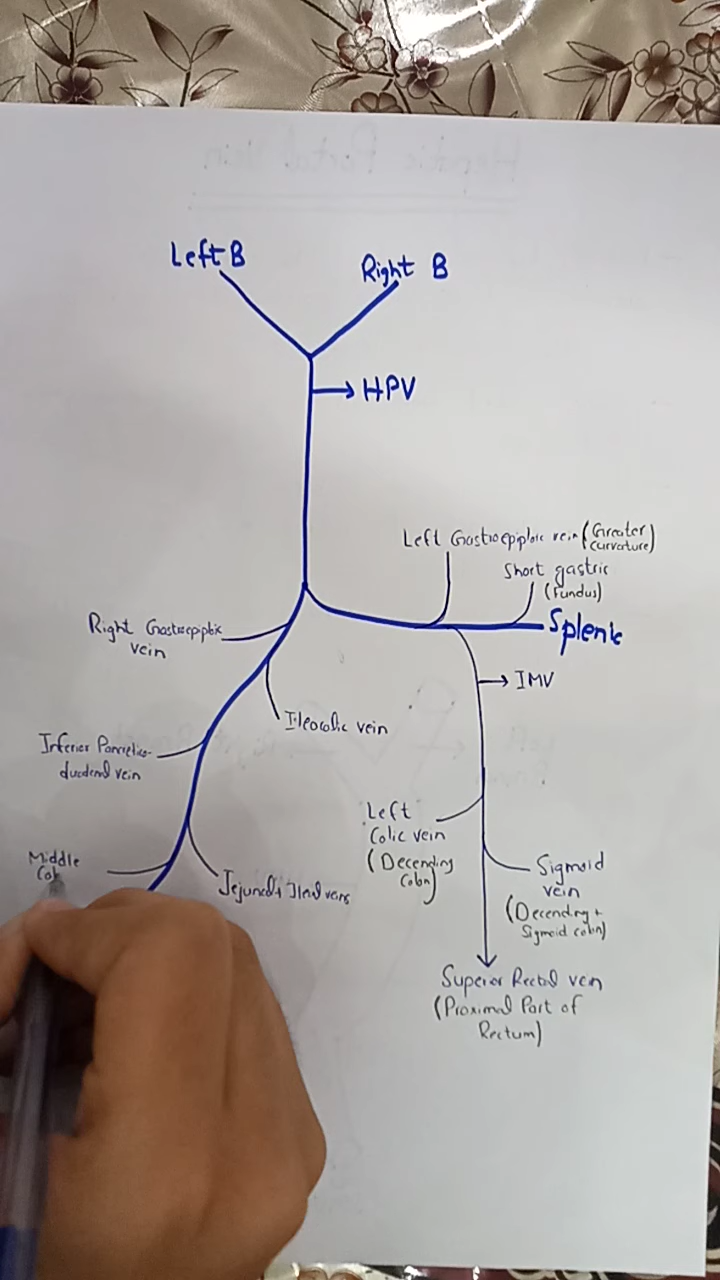 Left B
Right B
HPV
Left Gastroepiploic vein (Greater
curvature)
Short gastric
(Fundus)
Splenic
Right Gastroepiploic
vein
IMV
Ileocolic vein
Inferior Pancretico-
duodenal vein
Left
Colic vein
(Decending
Colon)
Middle
Col
Jejunal + Ileal veins
Sigmoid
vein
(Decending +
Sigmoid colon)
Superior Rectal vein
(Proximal Part of
Rectum)